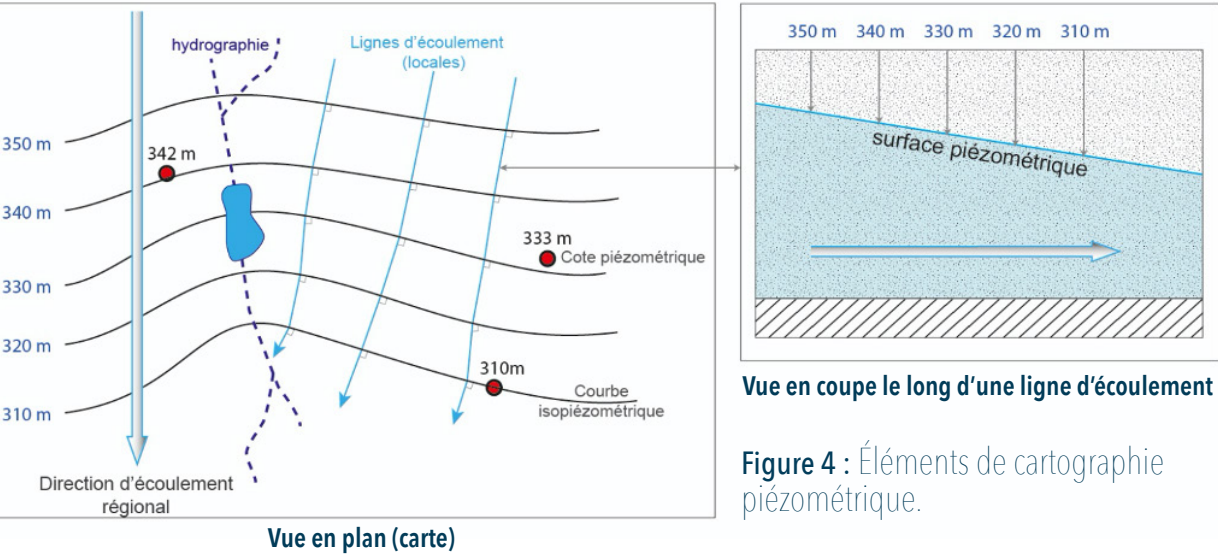 hydrographie
Lignes d'écoulement
(locales)
350 m
342 m
340 m
333 m
Cote piézométrique
330 m
320 m
310m
Courbe
isopiézométrique
310 m
Direction d'écoulement
régional
Vue en plan (carte)
350 m 340 m 330 m 320 m 310 m
surface piézométrique
Vue en coupe le long d'une ligne d'écoulement
Figure 4 : Éléments de cartographie
piézométrique.